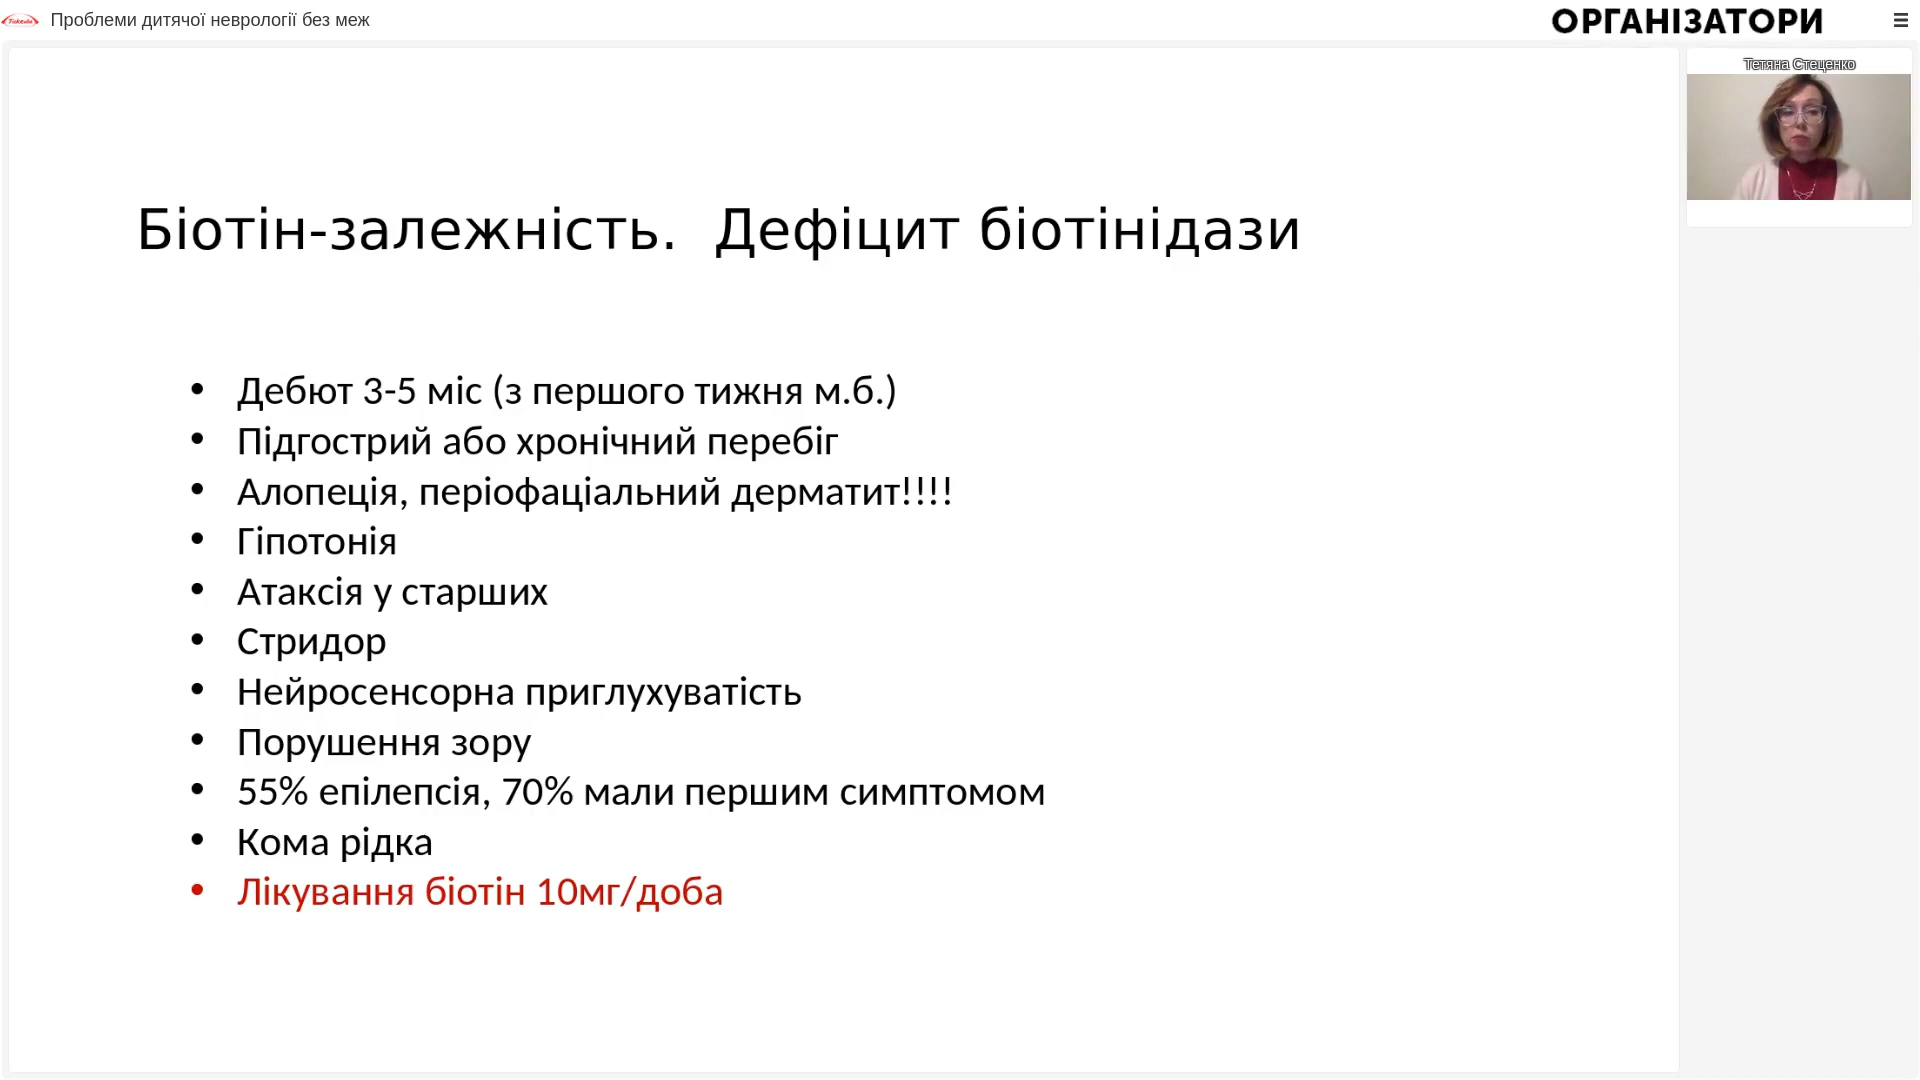 Takeda
Проблеми дитячої неврології без меж
ОРГАНІЗАТОРИ
Тетяна Стеценко
Біотін-залежність. Дефіцит біотінідази
• Дебют 3-5 міс (з першого тижня м.б.)
• Підгострий або хронічний перебіг
• Алопеція, періофаціальний дерматит!!!!
• Гіпотонія
• Атаксія у старших
• Стридор
• Нейросенсорна приглухуватість
• Порушення зору
• 55% епілепсія, 70% мали першим симптомом
• Кома рідка
• Лікування біотін 10мг/доба